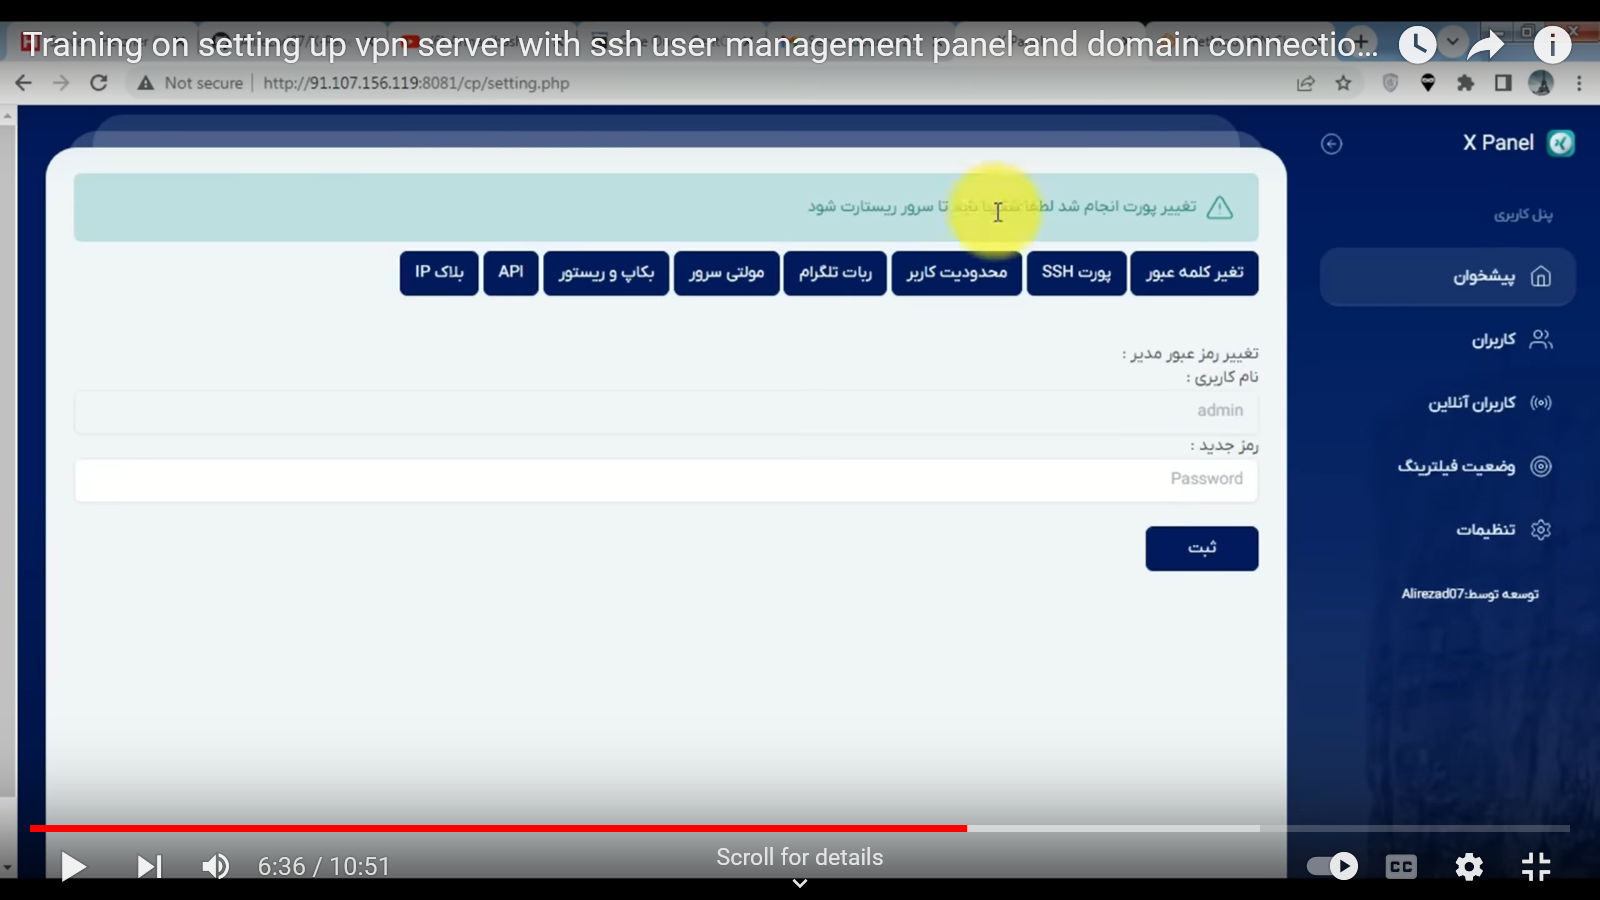 Training on setting up vpn server with ssh user management panel and domain connectio...
Not secure
http://91.107.156.119:8081/cp/setting.php
X Panel
پنل کاربری
پیشخوان
کاربران
کاربران آنلاین
وضعیت فیلترینگ
تنظیمات
توسعه توسط:Alirezad07
تغییر پورت انجام شد لطفا تا سرور ریستارت شود
تغیر کلمه عبور
پورت SSH
محدودیت کاربر
ربات تلگرام
مولتی سرور
بکاپ و ریستور
API
بلاک IP
تغییر رمز عبور مدیر :
نام کاربری :
admin
رمز جدید :
Password
ثبت
6:36 / 10:51
Scroll for details
CC